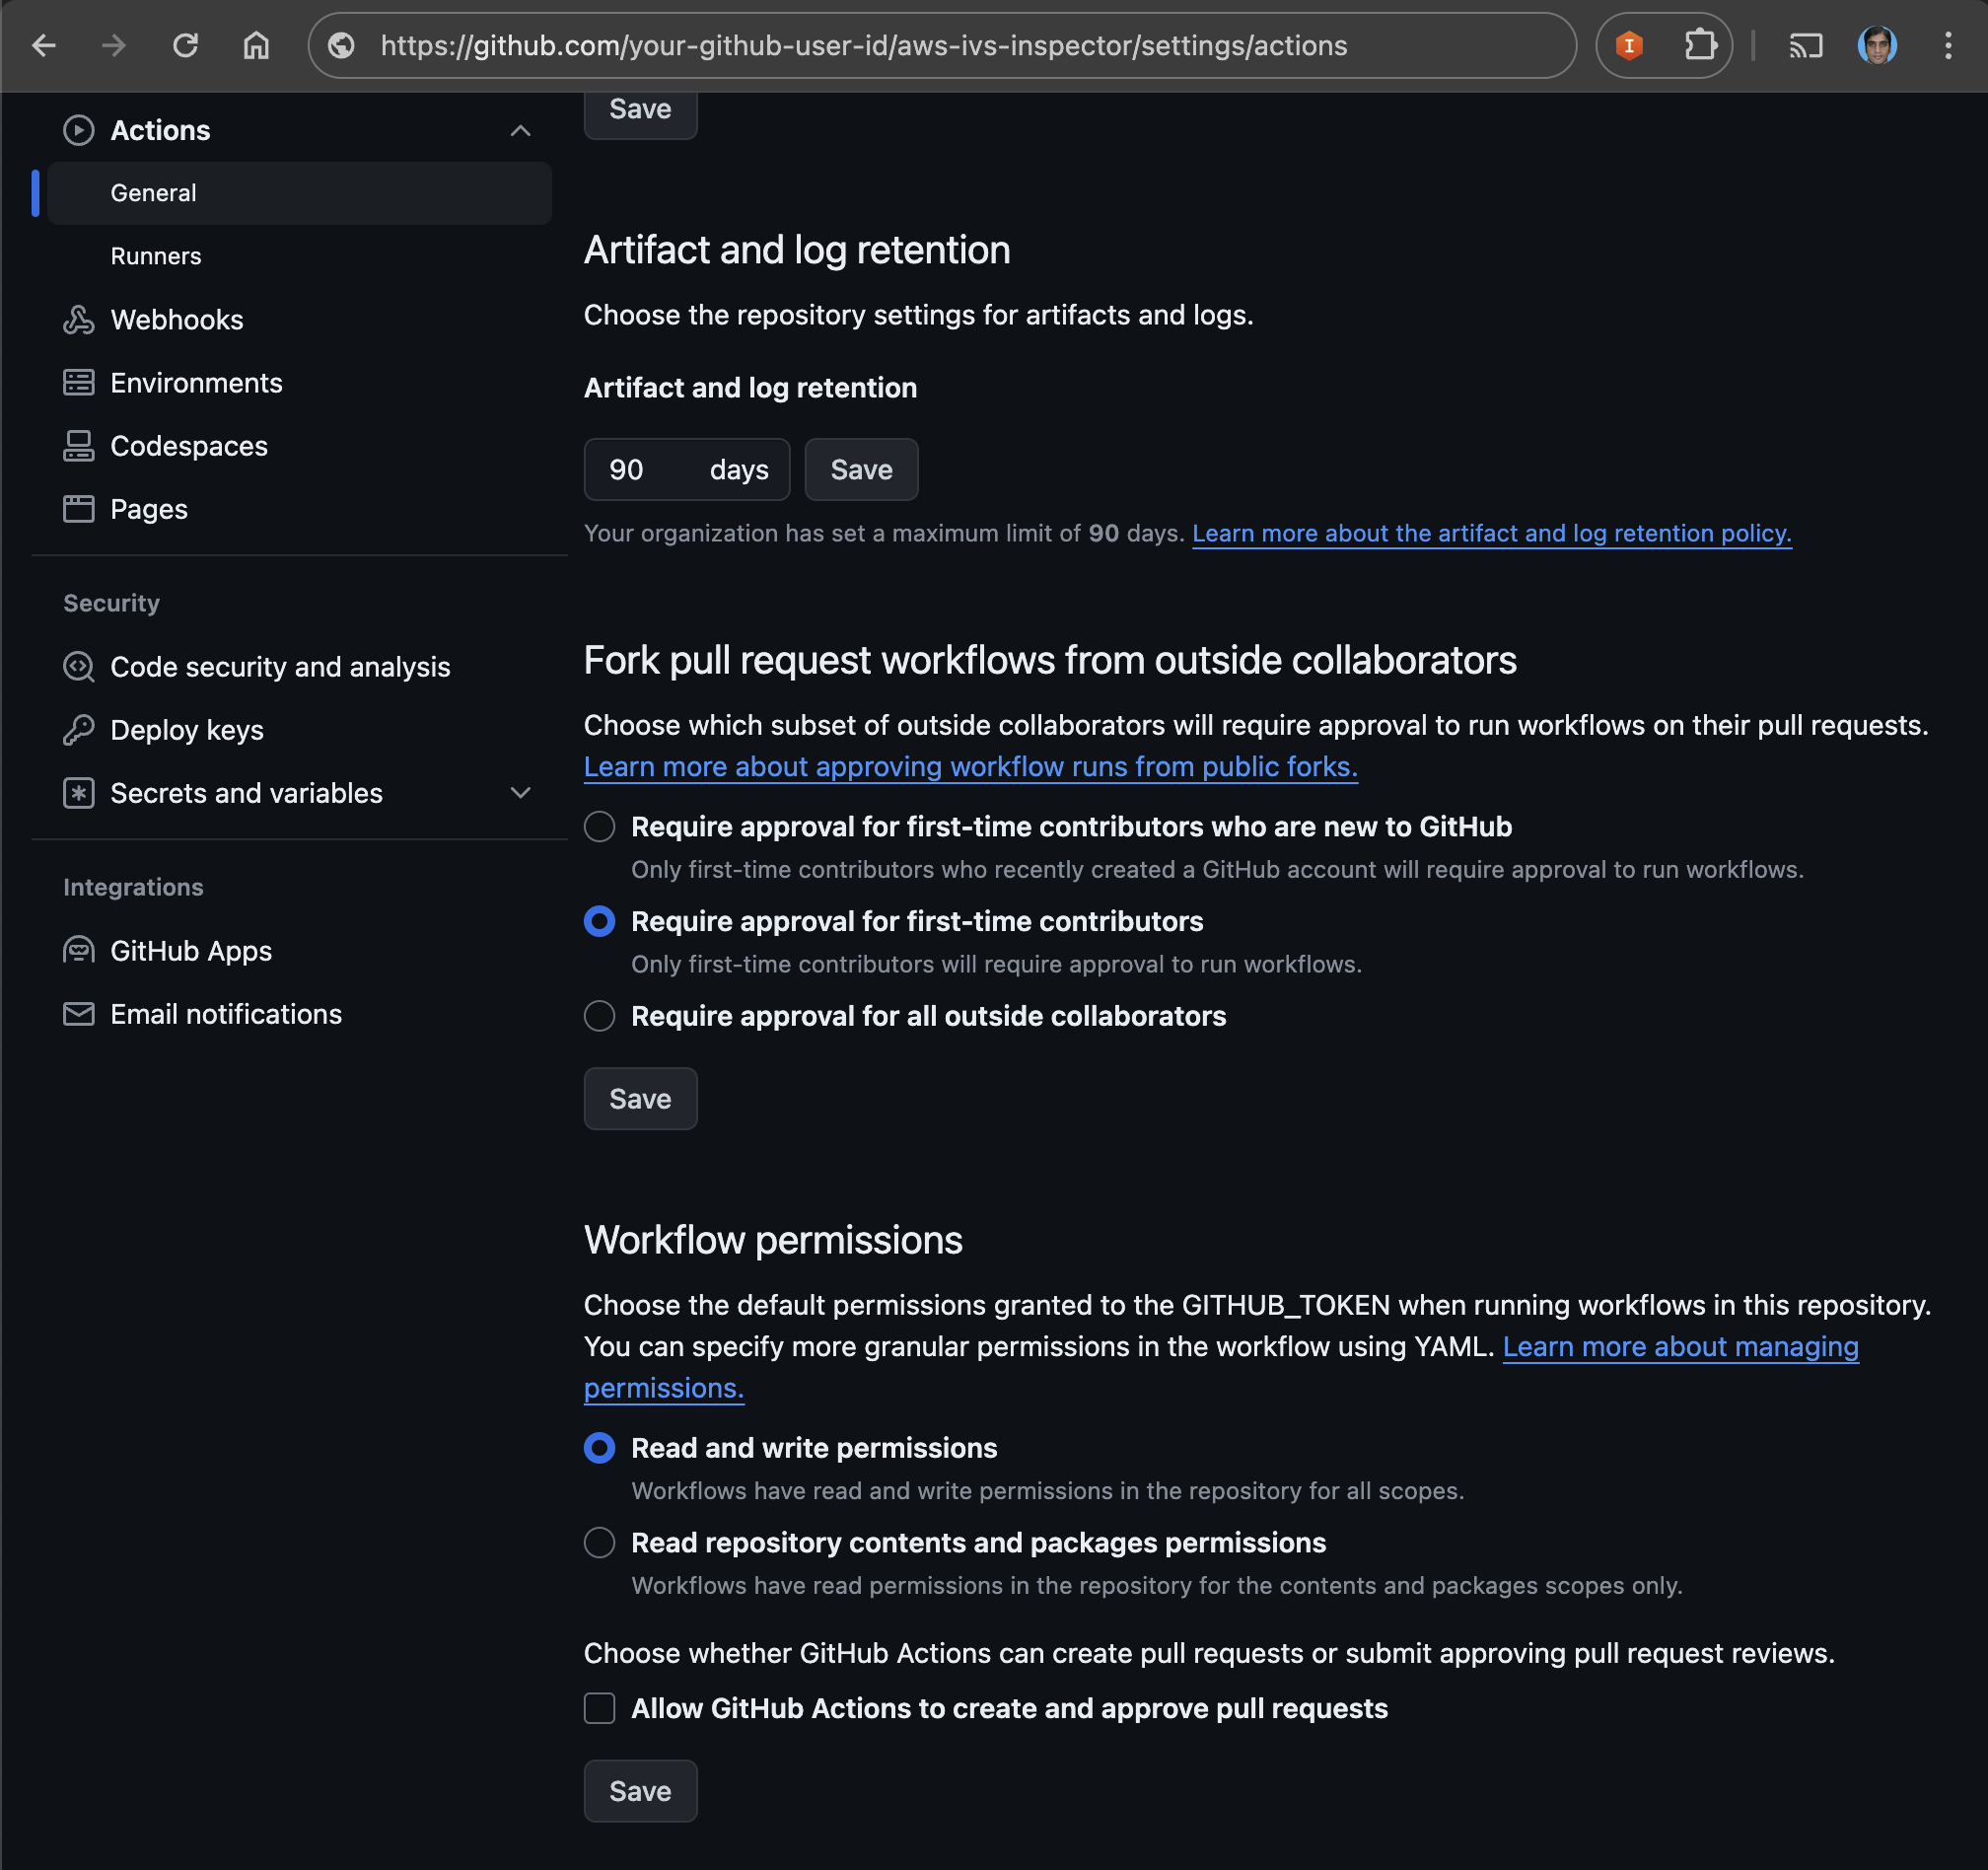 https://github.com/your-github-user-id/aws-ivs-inspector/settings/actions
I
Actions
General
Runners
Webhooks
Environments
Codespaces
Pages
Security
Code security and analysis
Deploy keys
Secrets and variables
Integrations
GitHub Apps
Email notifications
Save
Artifact and log retention
Choose the repository settings for artifacts and logs.
Artifact and log retention
90 days Save
Your organization has set a maximum limit of 90 days. Learn more about the artifact and log retention policy.
Fork pull request workflows from outside collaborators
Choose which subset of outside collaborators will require approval to run workflows on their pull requests.
Learn more about approving workflow runs from public forks.
Require approval for first-time contributors who are new to GitHub
Only first-time contributors who recently created a GitHub account will require approval to run workflows.
Require approval for first-time contributors
Only first-time contributors will require approval to run workflows.
Require approval for all outside collaborators
Save
Workflow permissions
Choose the default permissions granted to the GITHUB_TOKEN when running workflows in this repository.
You can specify more granular permissions in the workflow using YAML. Learn more about managing
permissions.
Read and write permissions
Workflows have read and write permissions in the repository for all scopes.
Read repository contents and packages permissions
Workflows have read permissions in the repository for the contents and packages scopes only.
Choose whether GitHub Actions can create pull requests or submit approving pull request reviews.
Allow GitHub Actions to create and approve pull requests
Save